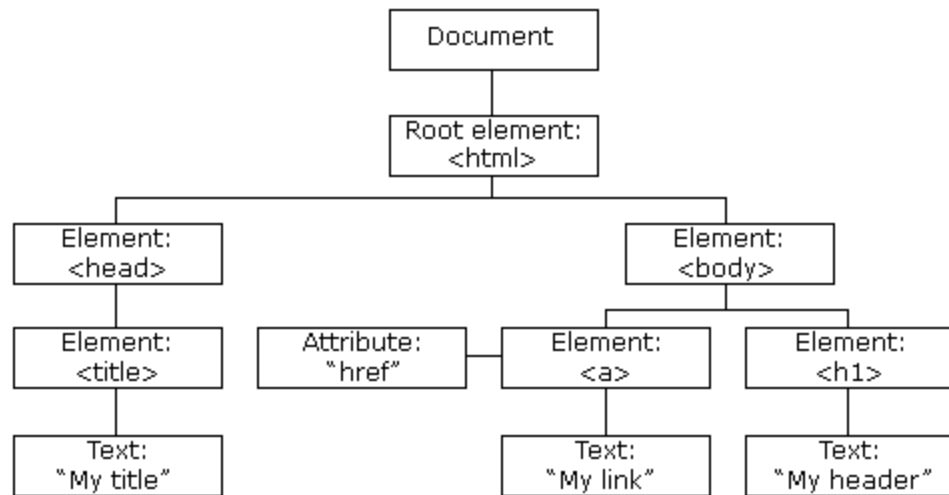 Document
Root element:
<html>
Element:
<head>
Element:
<body>
Element:
<title>
Attribute:
“href”
Element:
<a>
Element:
<h1>
Text:
“My title”
Text:
“My link”
Text:
“My header”